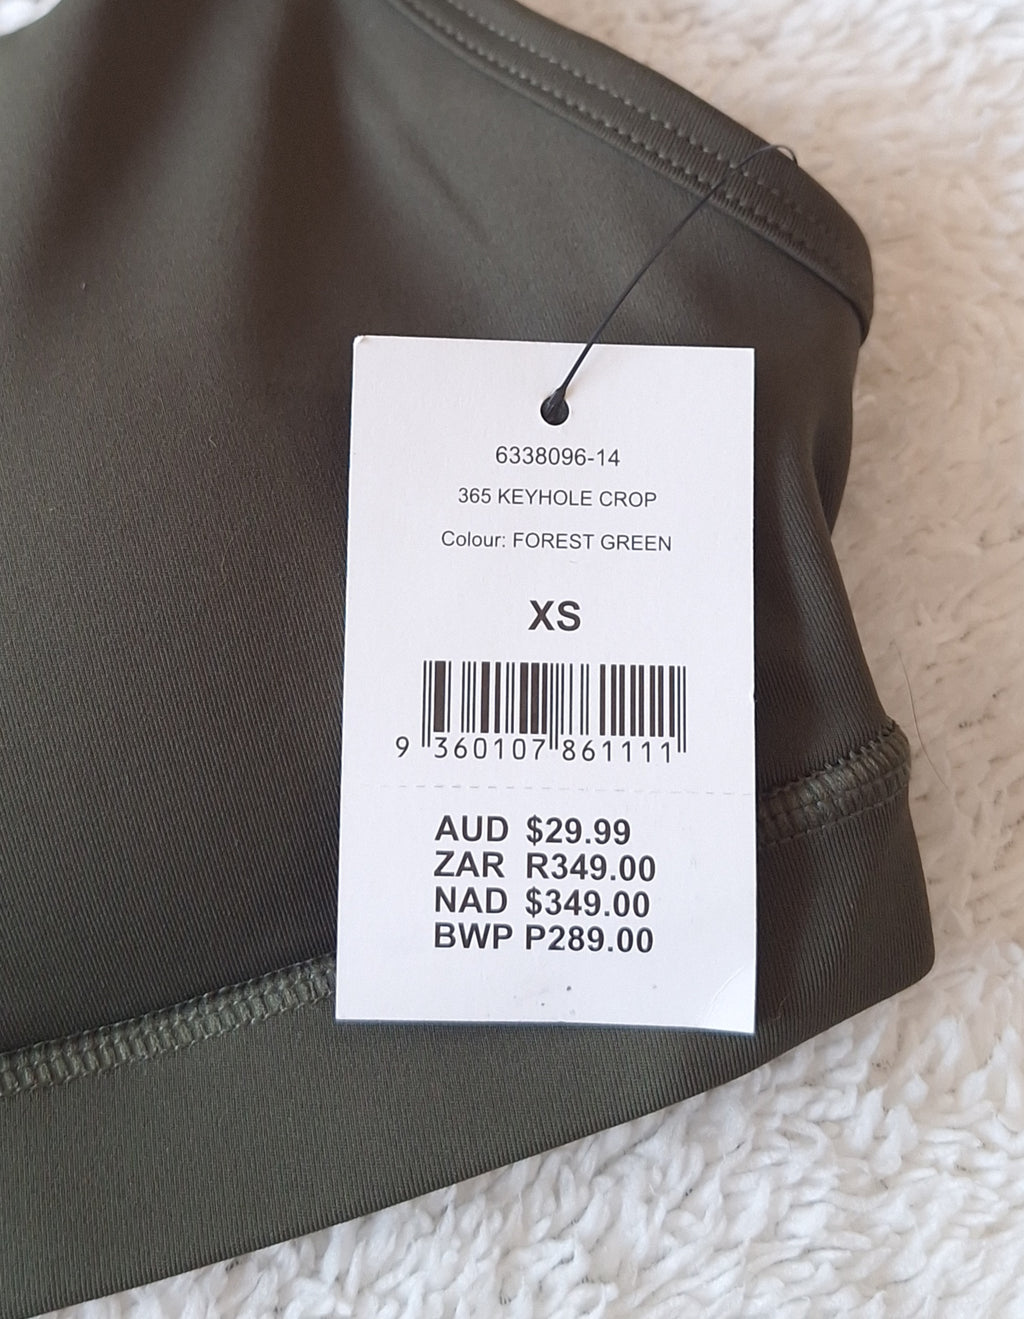 6338096-14
365 KEYHOLE CROP
Colour: FOREST GREEN
XS
9 360107 861111
AUD $29.99
ZAR R349.00
NAD $349.00
BWP P289.00